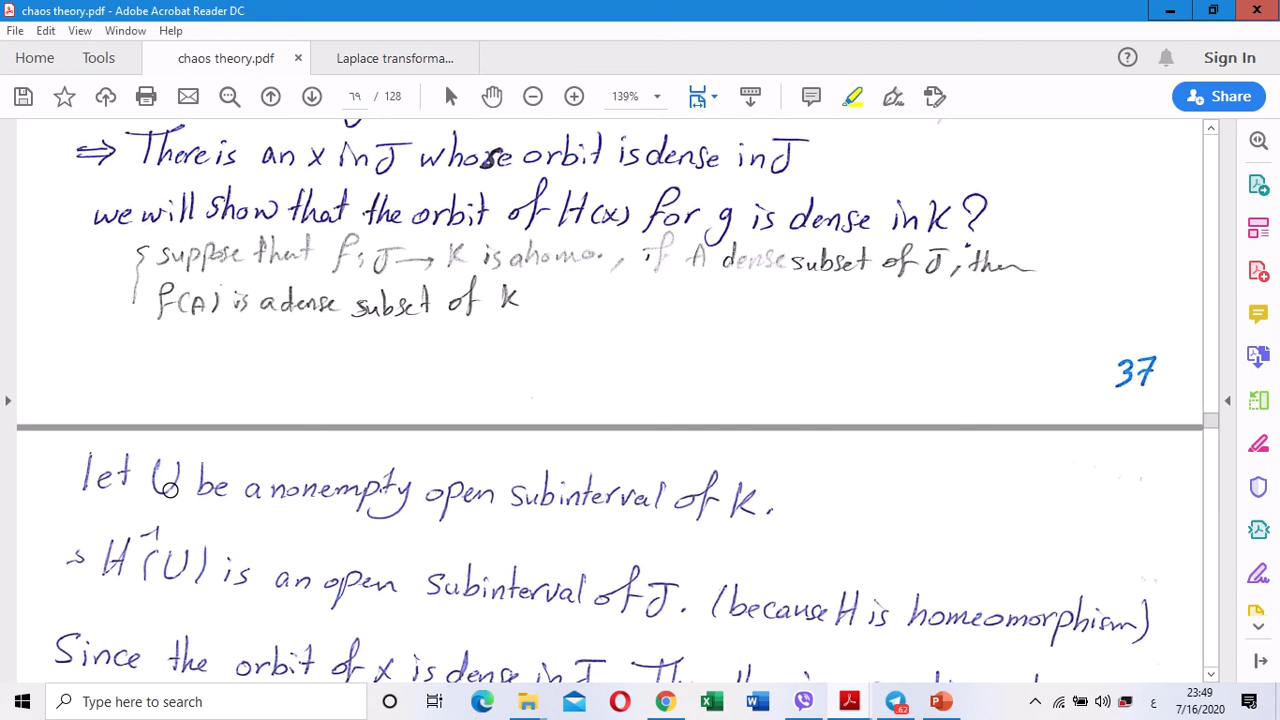 chaos theory.pdf - Adobe Acrobat Reader DC
File Edit View Window Help
Home Tools chaos theory.pdf × Laplace transforma... Sign In
٦٩ / 128 139% Share
⇒ There is an x in J whose orbit is dense in J
we will show that the orbit of H(x) for g is dense in K?
suppose that f: J → K is a homo., if A dense subset of J, then
f(A) is a dense subset of K
37
let U be a nonempty open subinterval of K.
⇒ H⁻¹(U) is an open subinterval of J. (because H is homeomorphism)
Since the orbit of x is dense in J
Type here to search
62
ع 23:49
7/16/2020